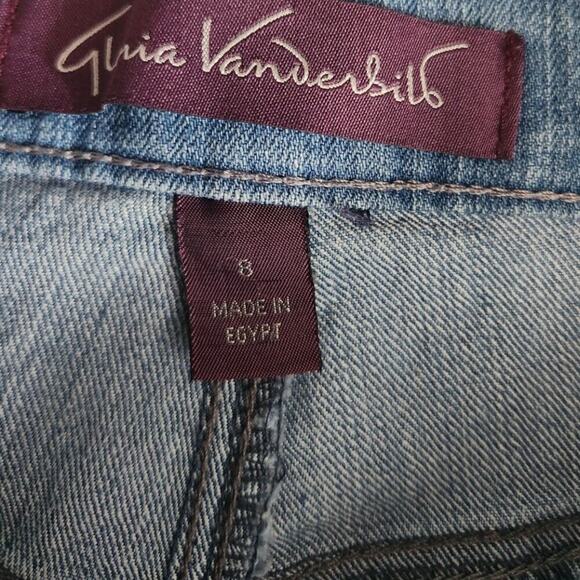 Gloria Vanderbilt
8
MADE IN
EGYPT